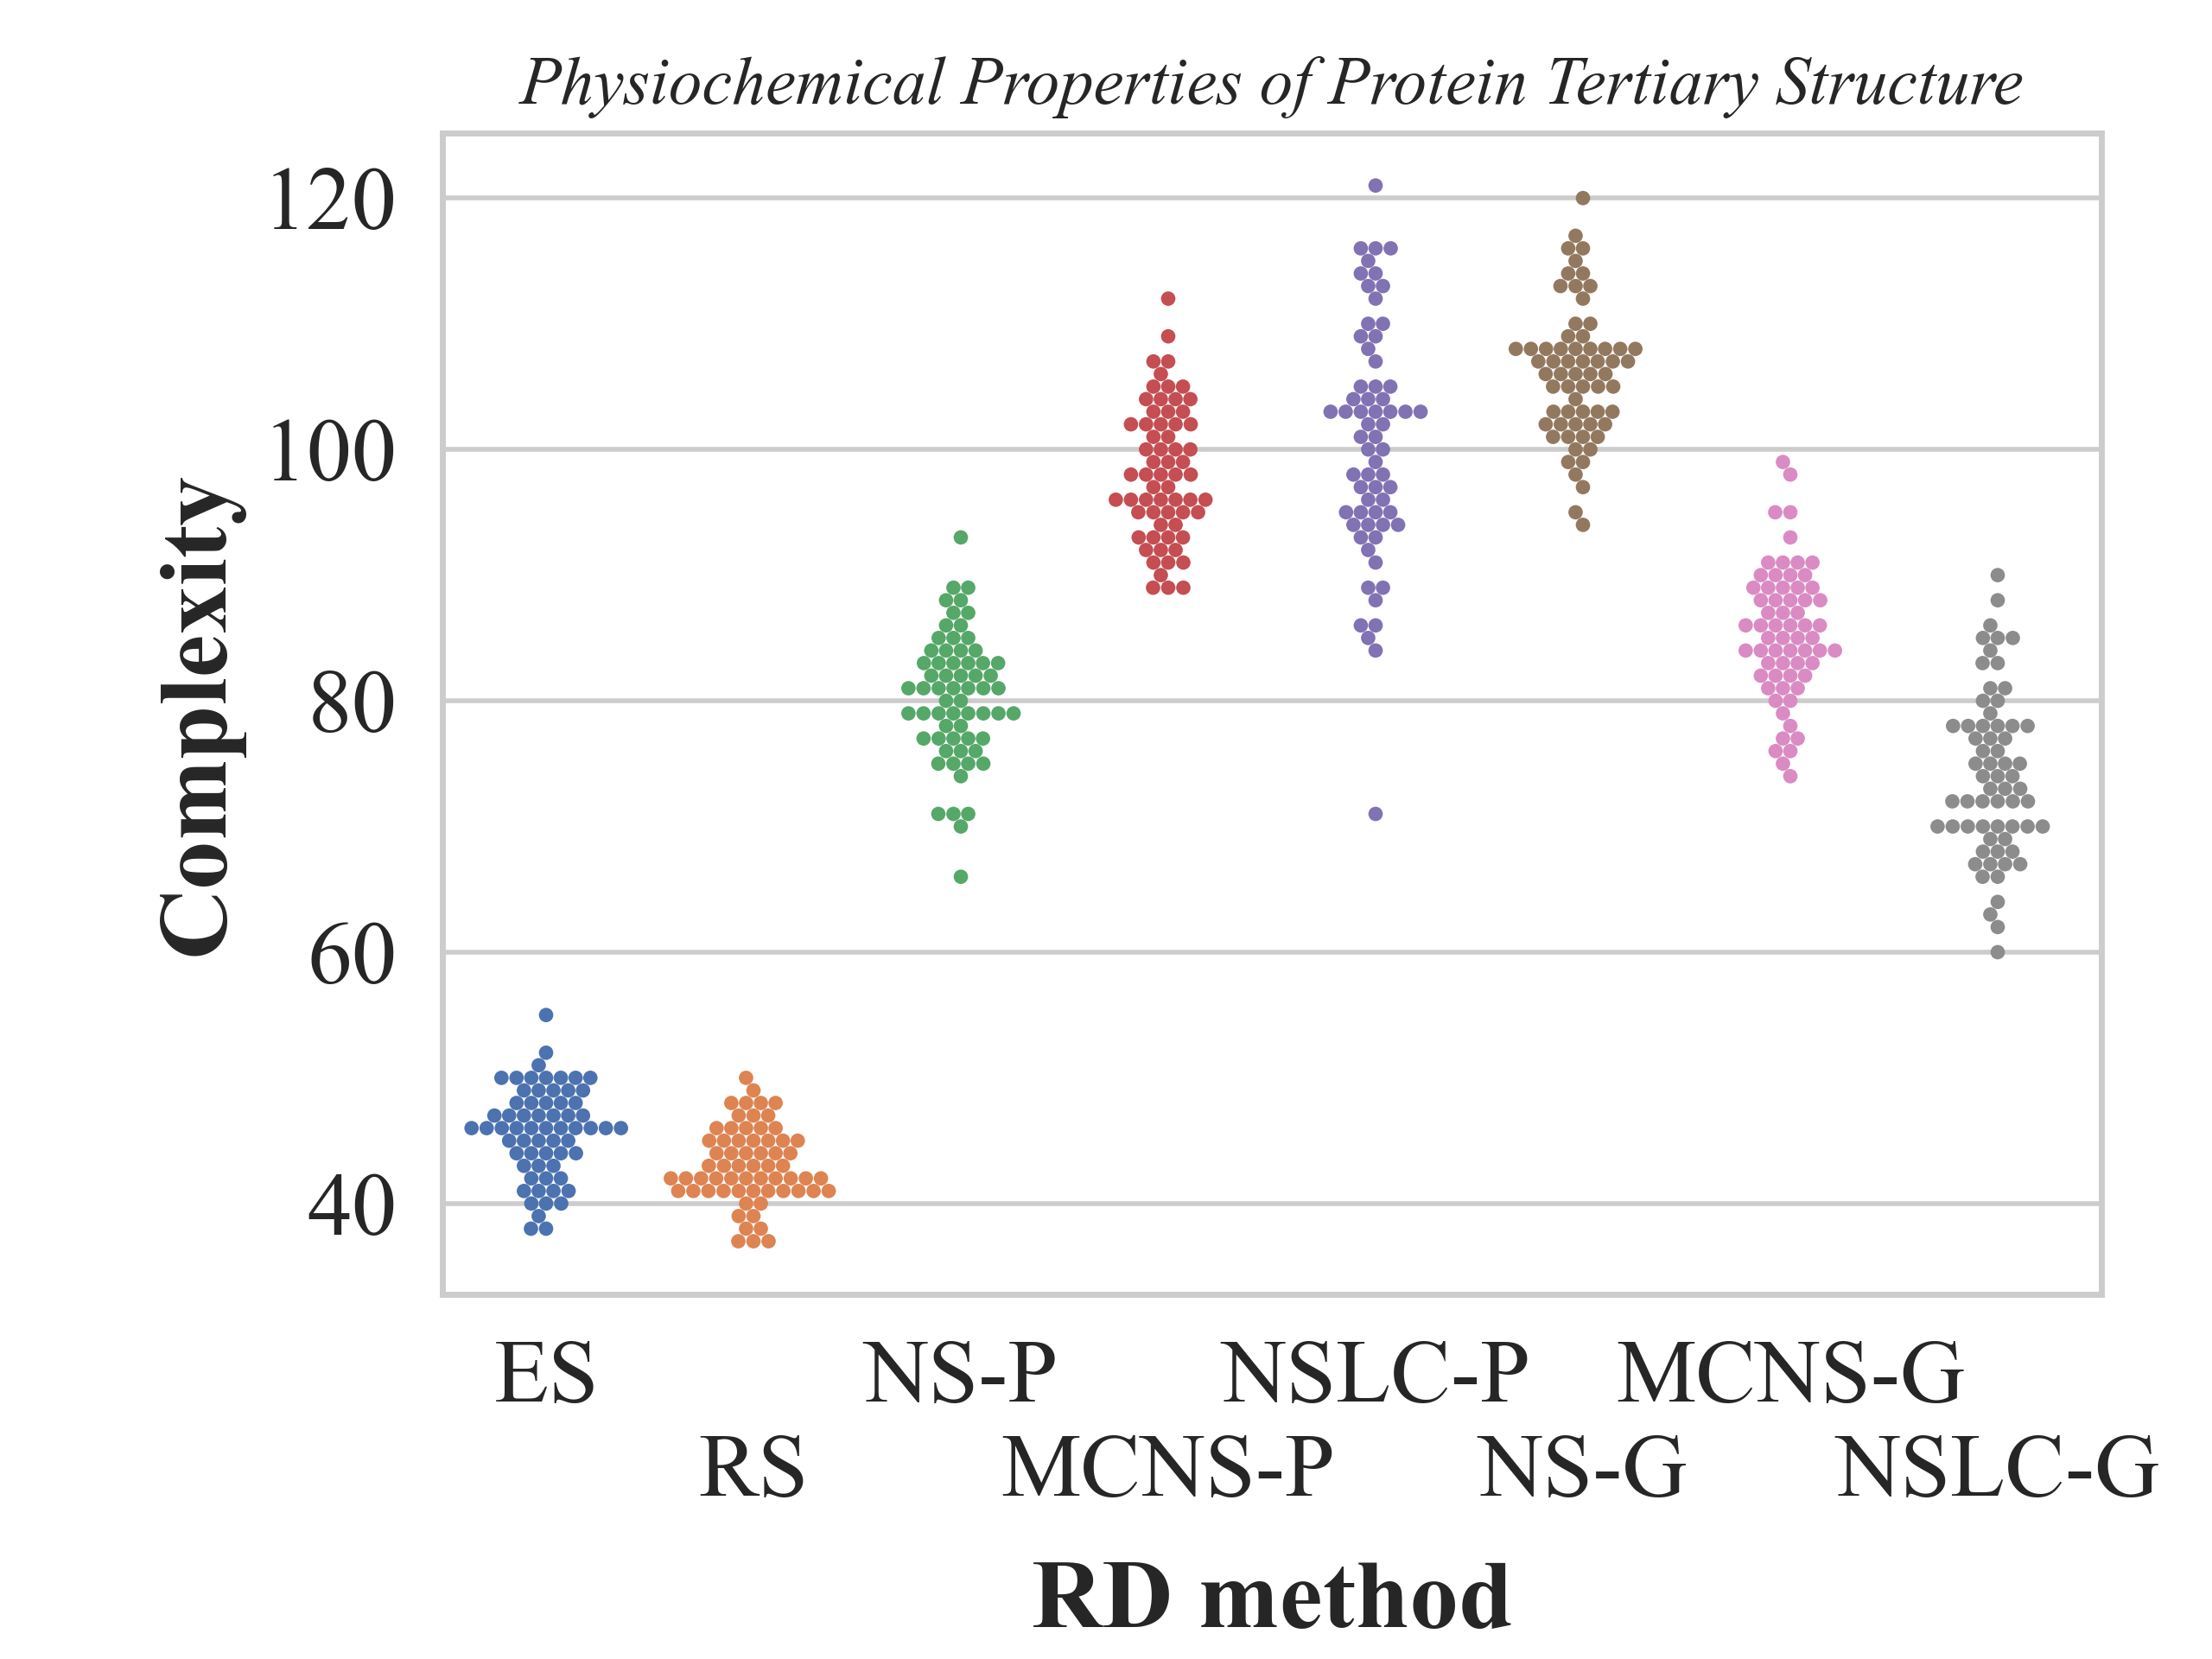 Physiochemical Properties of Protein Tertiary Structure
120
100
80
60
40
Complexity
ES
NS-P
NSLC-P
MCNS-G
RS
MCNS-P
NS-G
NSLC-G
RD method